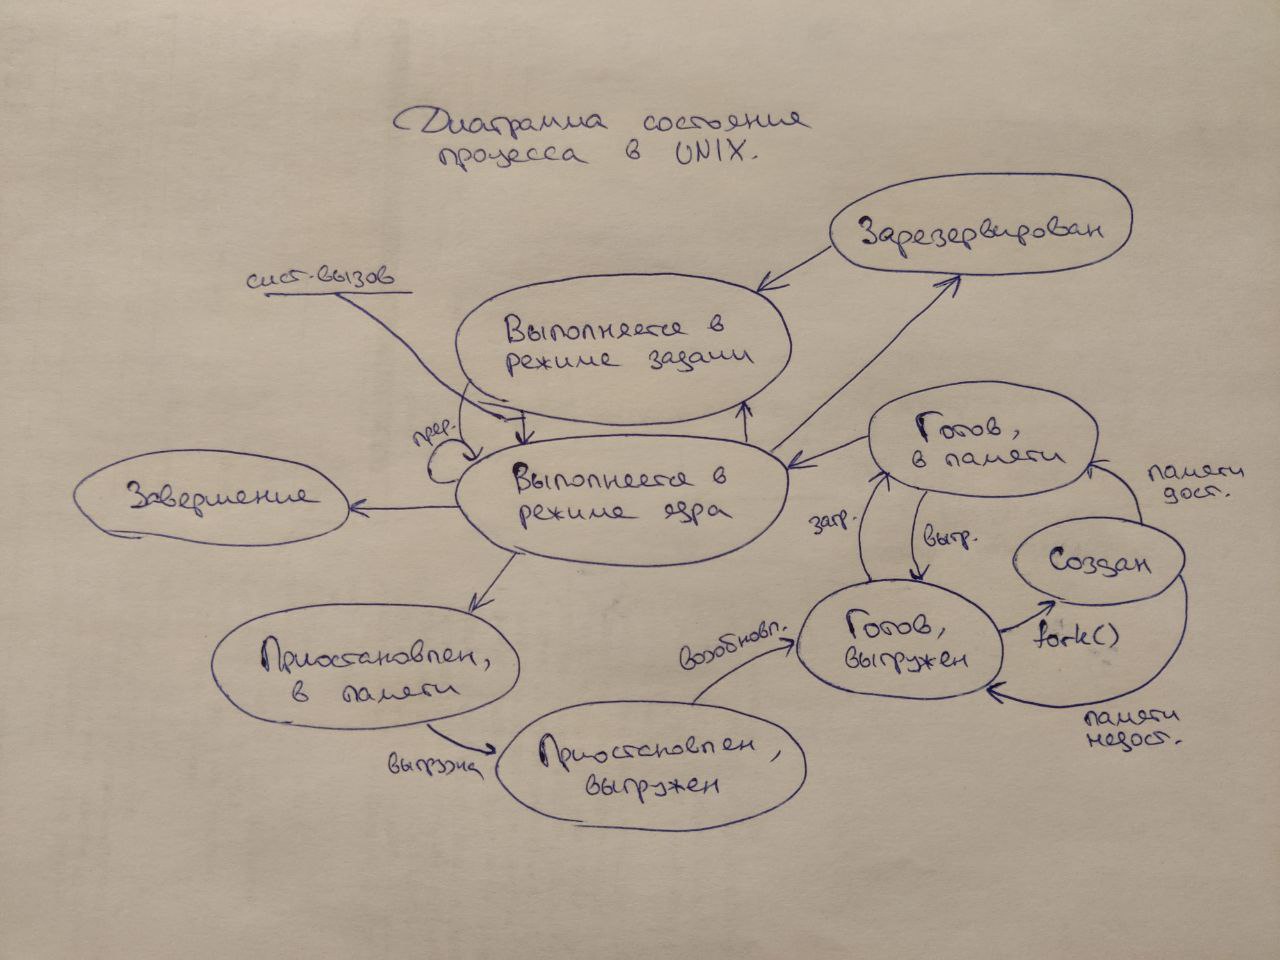 Диаграмма состояния
процесса в UNIX.
Зарезервирован
сист. вызов
Выполняется в
режиме задачи
прер.
Готов,
в памяти
Завершение
Выполняется в
режиме ядра
памяти
дост.
загр.
выгр.
Создан
fork()
Готов,
выгружен
возобновл.
Приостановлен,
в памяти
памяти
недост.
выгрузка
Приостановлен,
выгружен